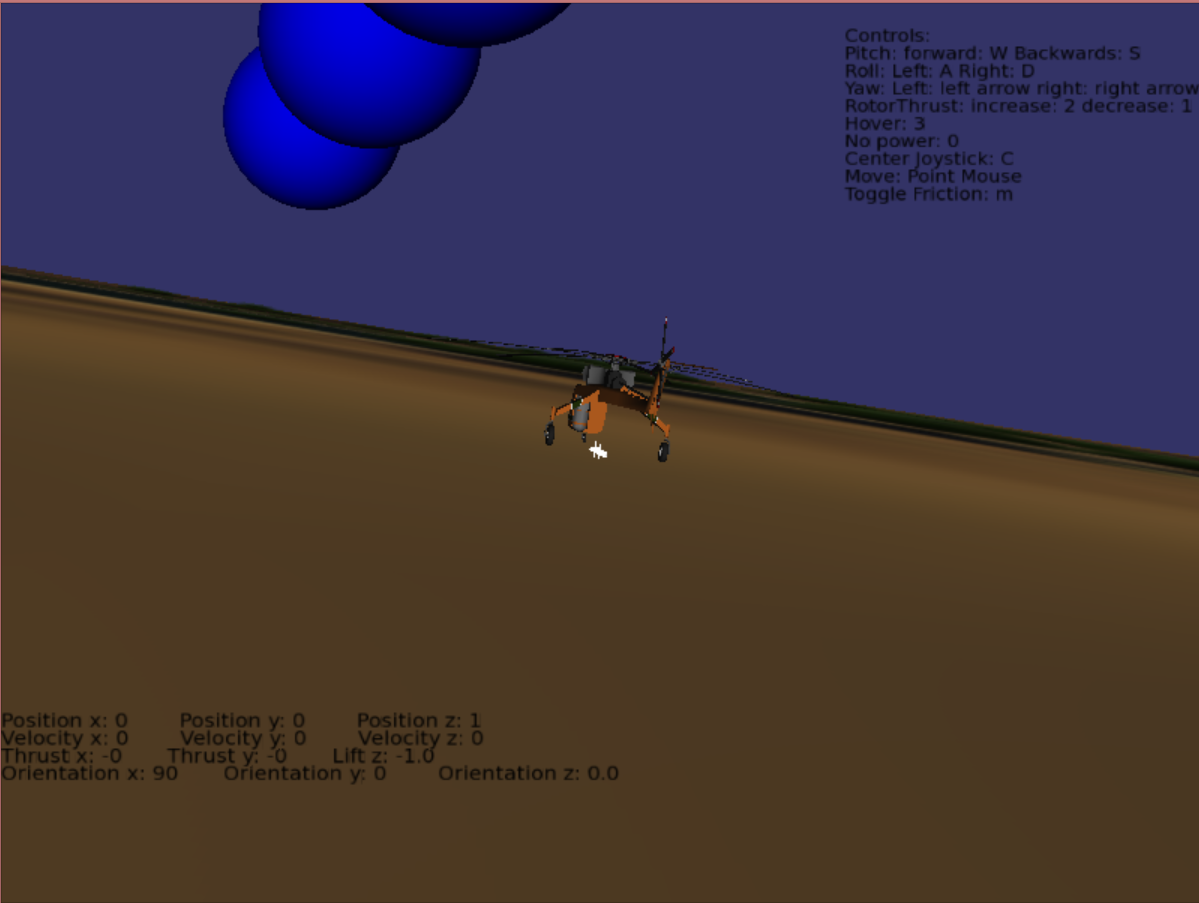 Controls:
Pitch: forward: W Backwards: S
Roll: Left: A Right: D
Yaw: Left: left arrow right: right arrow
RotorThrust: increase: 2 decrease: 1
Hover: 3
No power: 0
Center Joystick: C
Move: Point Mouse
Toggle Friction: m
Position x: 0 Position y: 0 Position z: 1
Velocity x: 0 Velocity y: 0 Velocity z: 0
Thrust x: -0 Thrust y: -0 Lift z: -1.0
Orientation x: 90 Orientation y: 0 Orientation z: 0.0